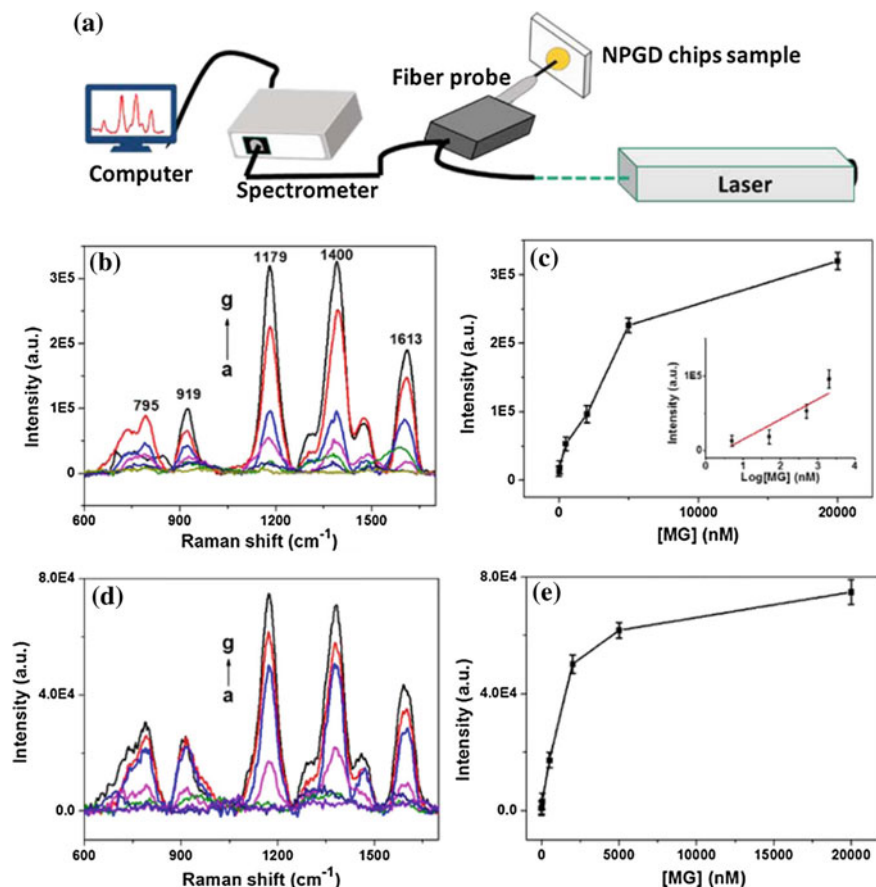 (a)
NPGD chips sample
Fiber probe
Computer
Spectrometer
Laser
(b)
1179
1400
1613
919
795
g
a
3E5
2E5
1E5
0
Intensity (a.u.)
600 900 1200 1500
Raman shift (cm-1)
(c)
3E5
2E5
1E5
0
Intensity (a.u.)
1E5
0
Intensity (a.u.)
0 1 2 3 4
Log[MG] (nM)
0 5000 10000 15000 20000
[MG] (nM)
(d)
8.0E4
4.0E4
0.0
Intensity (a.u.)
g
a
600 900 1200 1500
Raman shift (cm-1)
(e)
8.0E4
4.0E4
0.0
Intensity (a.u.)
0 5000 10000 15000 20000
[MG] (nM)